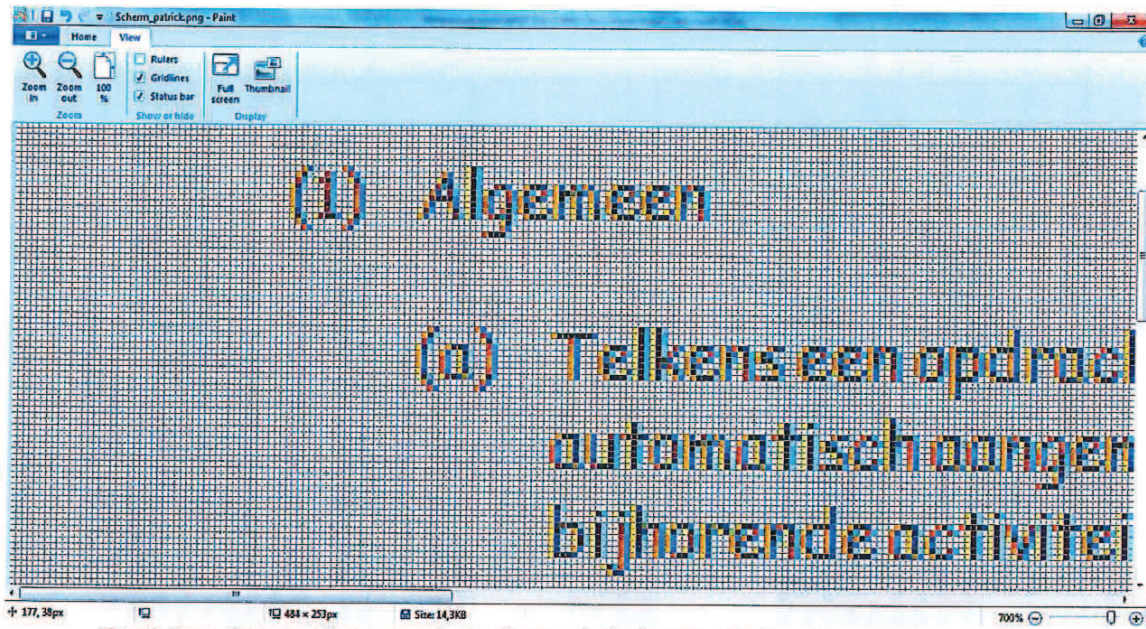 Scherm_patrick.png - Paint
Home View
Zoom in Zoom out 100 %
Rulers
Gridlines
Status bar
Full screen Thumbnail
Zoom Show or hide Display
(1) Algemeen
(a) Telkens een opdracl
automatisch aangen
bijhorende activitei
177, 38px 484 × 253px Size: 14,3KB 700%